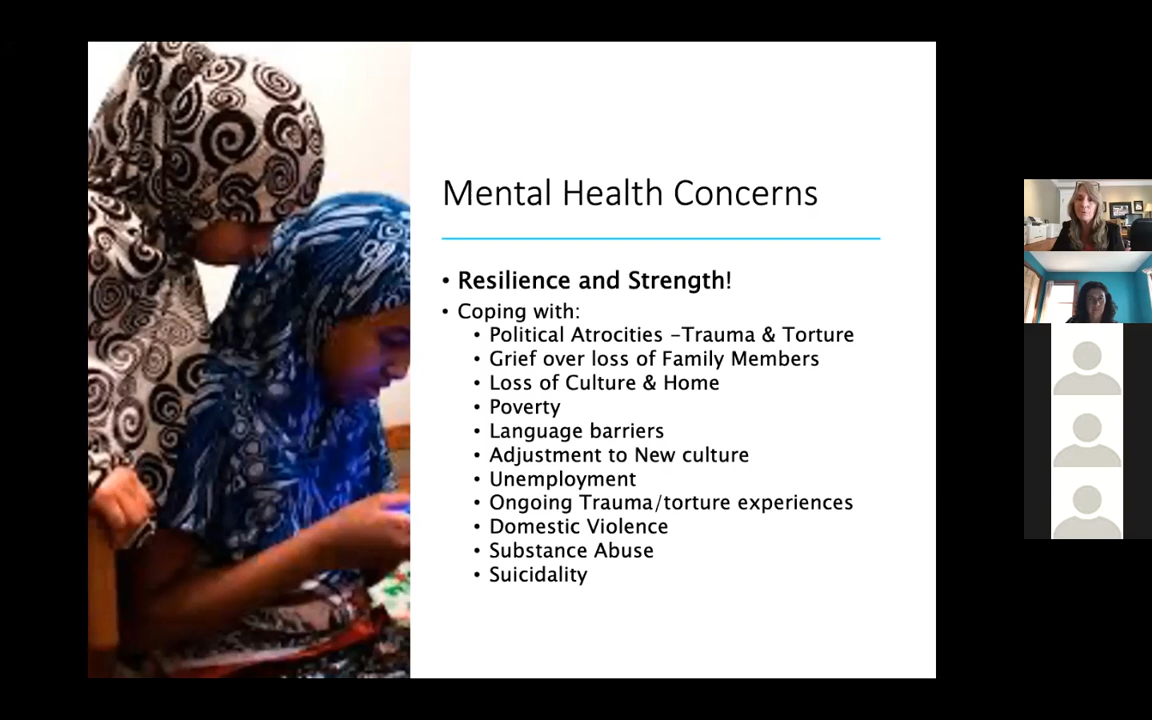 Mental Health Concerns
• Resilience and Strength!
• Coping with:
• Political Atrocities –Trauma & Torture
• Grief over loss of Family Members
• Loss of Culture & Home
• Poverty
• Language barriers
• Adjustment to New culture
• Unemployment
• Ongoing Trauma/torture experiences
• Domestic Violence
• Substance Abuse
• Suicidality